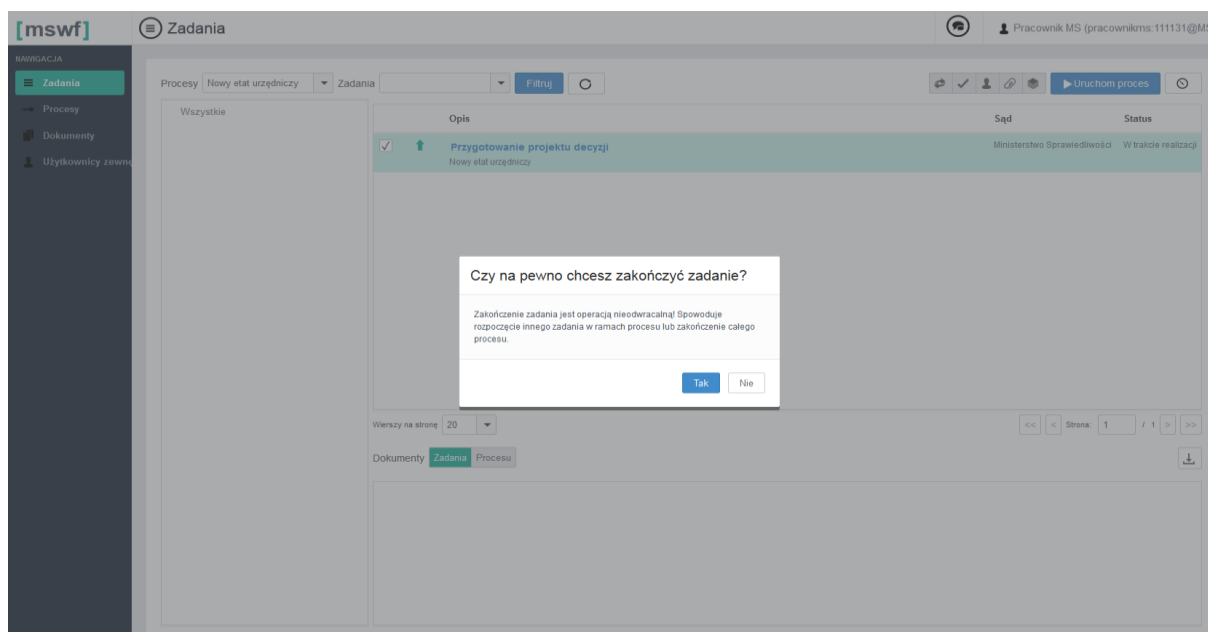 [mswf]
Zadania
Pracownik MS (pracownikms:111131@MS
NAWIGACJA
Zadania
Procesy
Dokumenty
Użytkownicy zewnę
Procesy Nowy etat urzędniczy Zadania Filtruj Uruchom proces
Wszystkie
Opis Sąd Status
Przygotowanie projektu decyzji Ministerstwo Sprawiedliwości W trakcie realizacji
Nowy etat urzędniczy
Czy na pewno chcesz zakończyć zadanie?
Zakończenie zadania jest operacją nieodwracalną! Spowoduje
rozpoczęcie innego zadania w ramach procesu lub zakończenie całego
procesu.
Tak Nie
Wierszy na stronę 20 << < Strona: 1 / 1 > >>
Dokumenty Zadania Procesu